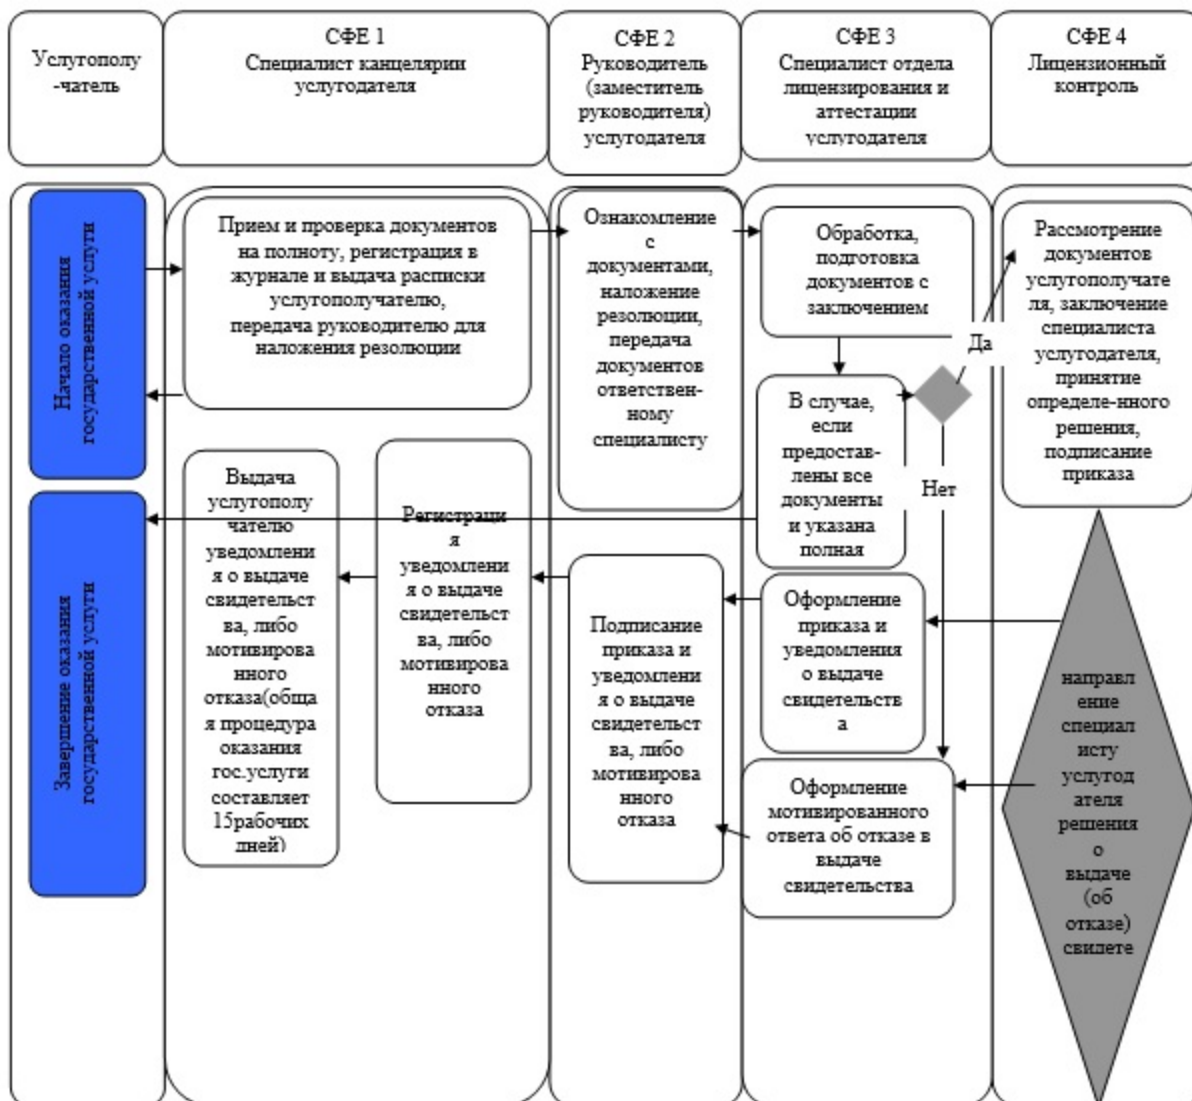 Услугополу
-чатель
СФЕ 1
Специалист канцелярии
услугодателя
СФЕ 2
Руководитель
(заместитель
руководителя)
услугодателя
СФЕ 3
Специалист отдела
лицензирования и
аттестации
услугодателя
СФЕ 4
Лицензионный
контроль
Начало оказания
государственной услуги
Прием и проверка документов
на полноту, регистрация в
журнале и выдача расписки
услугополучателю,
передача руководителю для
наложения резолюции
Ознакомление
с
документами,
наложение
резолюции,
передача
документов
ответствен-
ному
специалисту
Обработка,
подготовка
документов с
заключением
Да
Рассмотрение
документов
услугополучате
ля, заключение
специалиста
услугодателя,
принятие
определе-нного
решения,
подписание
приказа
В случае,
если
предостав-
лены все
документы
и указана
полная
Нет
Завершение оказания
государственной услуги
Выдача
услугополу
чателю
уведомлени
я о выдаче
свидетельст
ва, либо
мотивирова
нного
отказа(обща
я процедура
оказания
гос.услуги
составляет
15рабочих
дней)
Регистраци
я
уведомлени
я о выдаче
свидетельст
ва, либо
мотивирова
нного
отказа
Подписание
приказа и
уведомления
о выдаче
свидетельст
ва, либо
мотивирова
нного
отказа
Оформление
приказа и
уведомления
о выдаче
свидетельств
а
Оформление
мотивированного
ответа об отказе в
выдаче
свидетельства
направл
ение
специал
исту
услугод
ателя
решения
о
выдаче
(об
отказе)
свидете